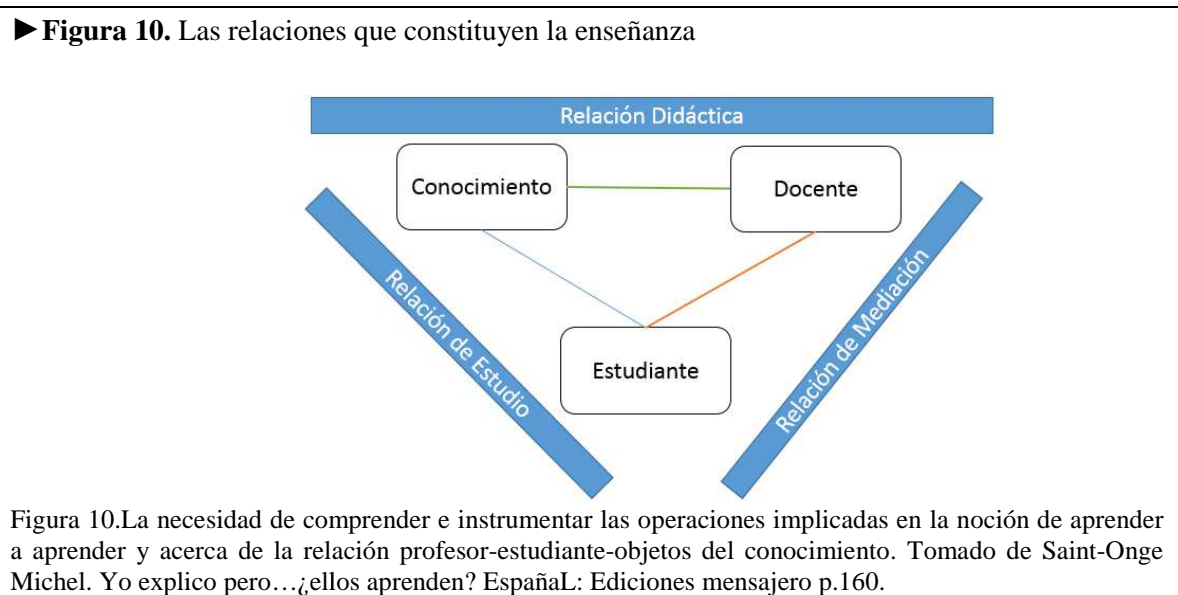 ►Figura 10. Las relaciones que constituyen la enseñanza
Relación Didáctica
Conocimiento
Docente
Relación de Estudio
Relación de Mediación
Estudiante
Figura 10.La necesidad de comprender e instrumentar las operaciones implicadas en la noción de aprender
a aprender y acerca de la relación profesor-estudiante-objetos del conocimiento. Tomado de Saint-Onge
Michel. Yo explico pero…¿ellos aprenden? EspañaL: Ediciones mensajero p.160.